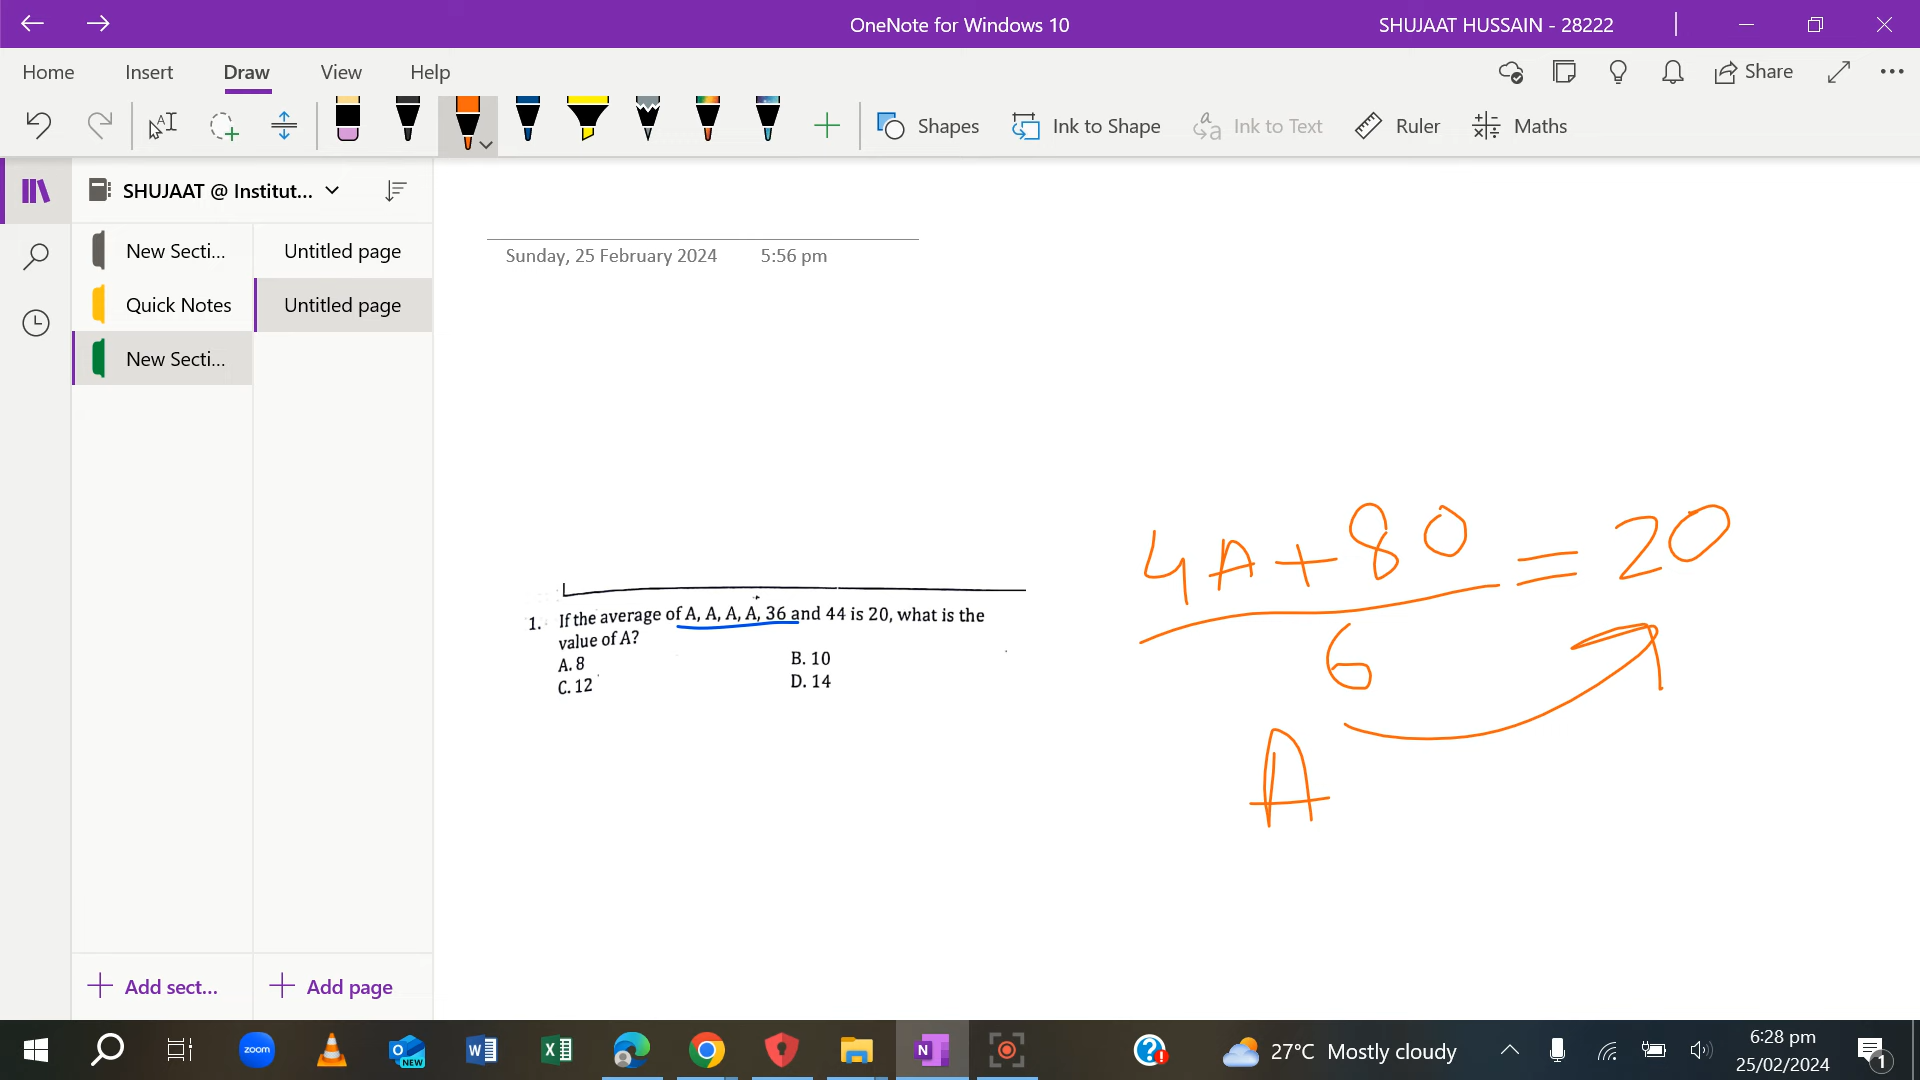 OneNote for Windows 10
SHUJAAT HUSSAIN - 28222
Home Insert Draw View Help
Share
Shapes Ink to Shape Ink to Text Ruler Maths
SHUJAAT @ Institut...
New Secti...
Quick Notes
New Secti...
Untitled page
Untitled page
Sunday, 25 February 2024 5:56 pm
1. If the average of A, A, A, A, 36 and 44 is 20, what is the
value of A?
A. 8 B. 10
C. 12 D. 14
4A+80 = 20
6
A
+ Add sect...
+ Add page
zoom
NEW
27°C Mostly cloudy
6:28 pm
25/02/2024
1